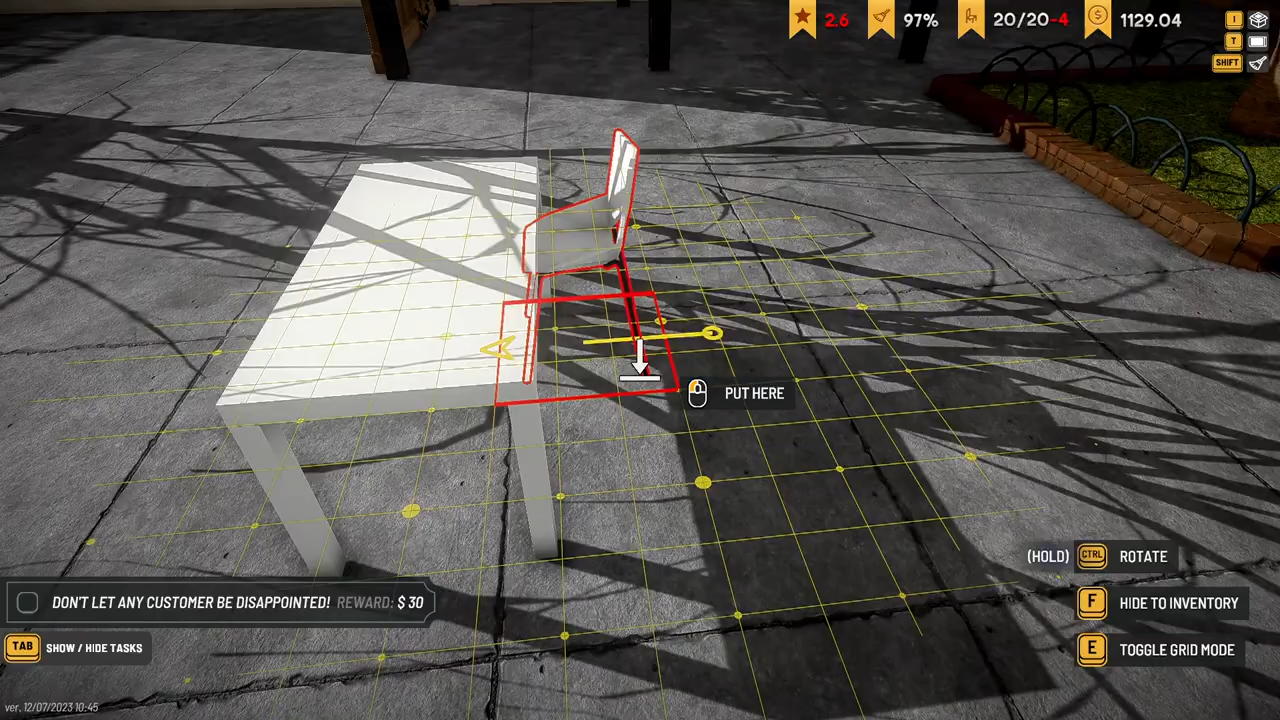 2.6
97%
20/20-4
1129.04
I
T
SHIFT
PUT HERE
(HOLD) CTRL ROTATE
F HIDE TO INVENTORY
E TOGGLE GRID MODE
DON'T LET ANY CUSTOMER BE DISAPPOINTED! REWARD: $ 30
TAB SHOW / HIDE TASKS
ver. 12/07/2023 10:45